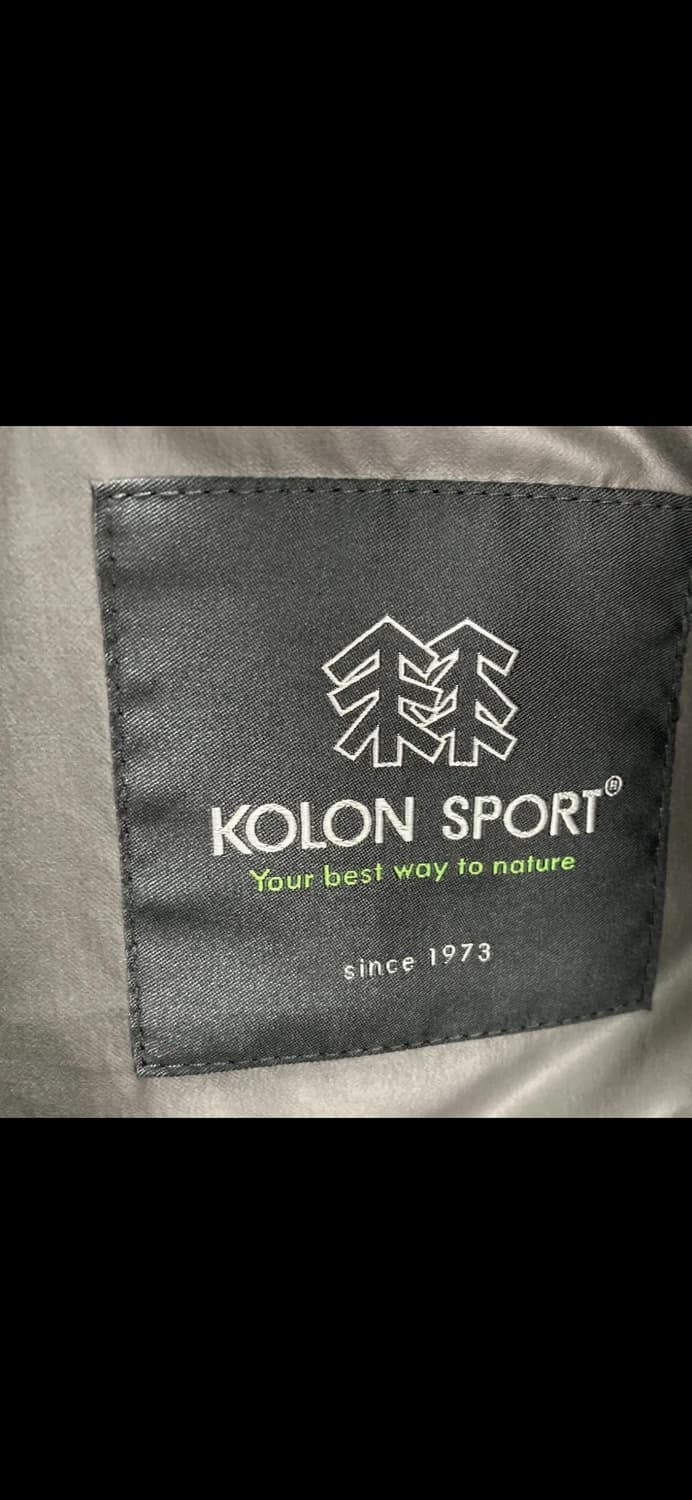 KOLON SPORT®
Your best way to nature
since 1973